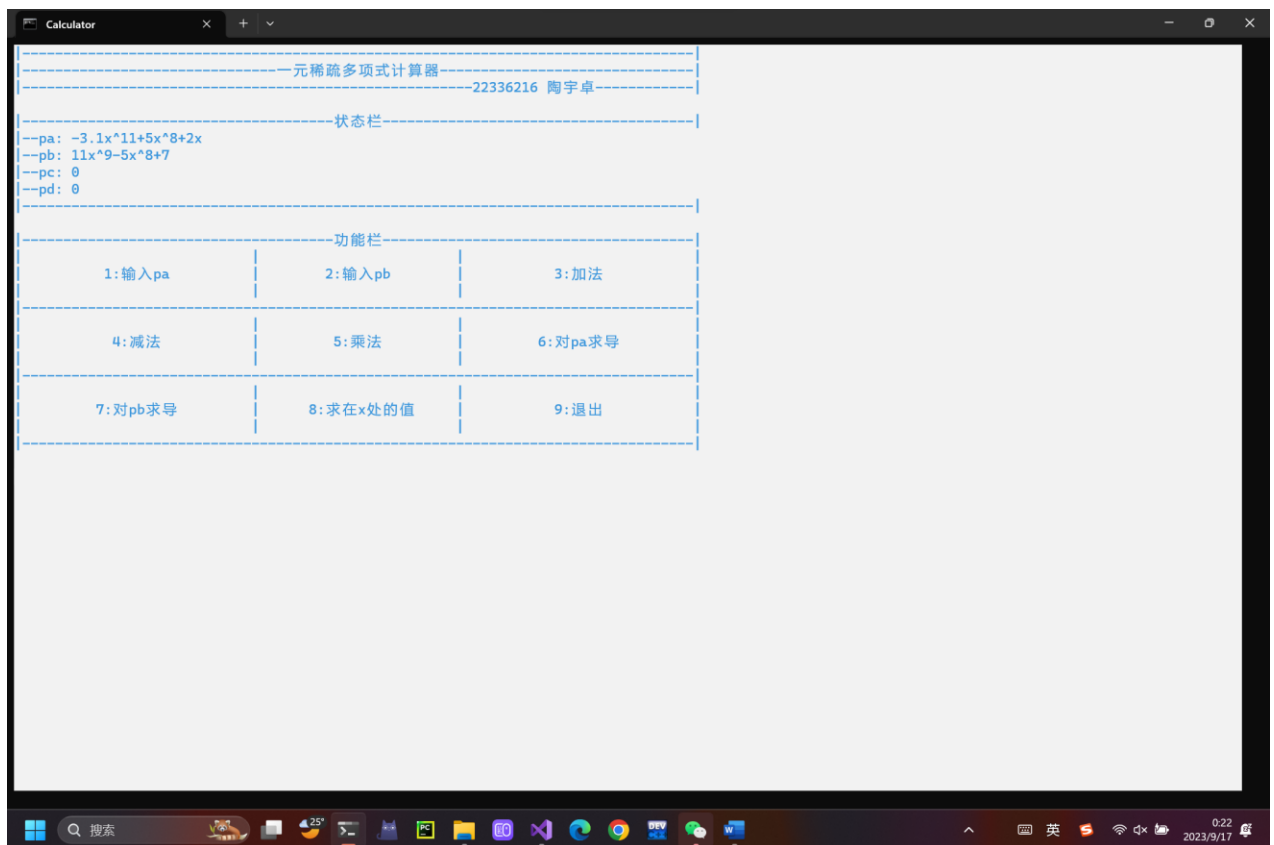 Calculator
|-----------------------------------------------------------------------------------|
|-------------------------------一元稀疏多项式计算器-------------------------------|
|-------------------------------------------------------22336216 陶宇卓------------|
|--------------------------------------状态栏--------------------------------------|
|--pa: -3.1x^11+5x^8+2x
|--pb: 11x^9-5x^8+7
|--pc: 0
|--pd: 0
|-----------------------------------------------------------------------------------|
|--------------------------------------功能栏--------------------------------------|
| 1:输入pa | 2:输入pb | 3:加法 |
|-----------------------------------------------------------------------------------|
| 4:减法 | 5:乘法 | 6:对pa求导 |
|-----------------------------------------------------------------------------------|
| 7:对pb求导 | 8:求在x处的值 | 9:退出 |
|-----------------------------------------------------------------------------------|
搜索
25°
PC
DEV
W
英
0:22
2023/9/17